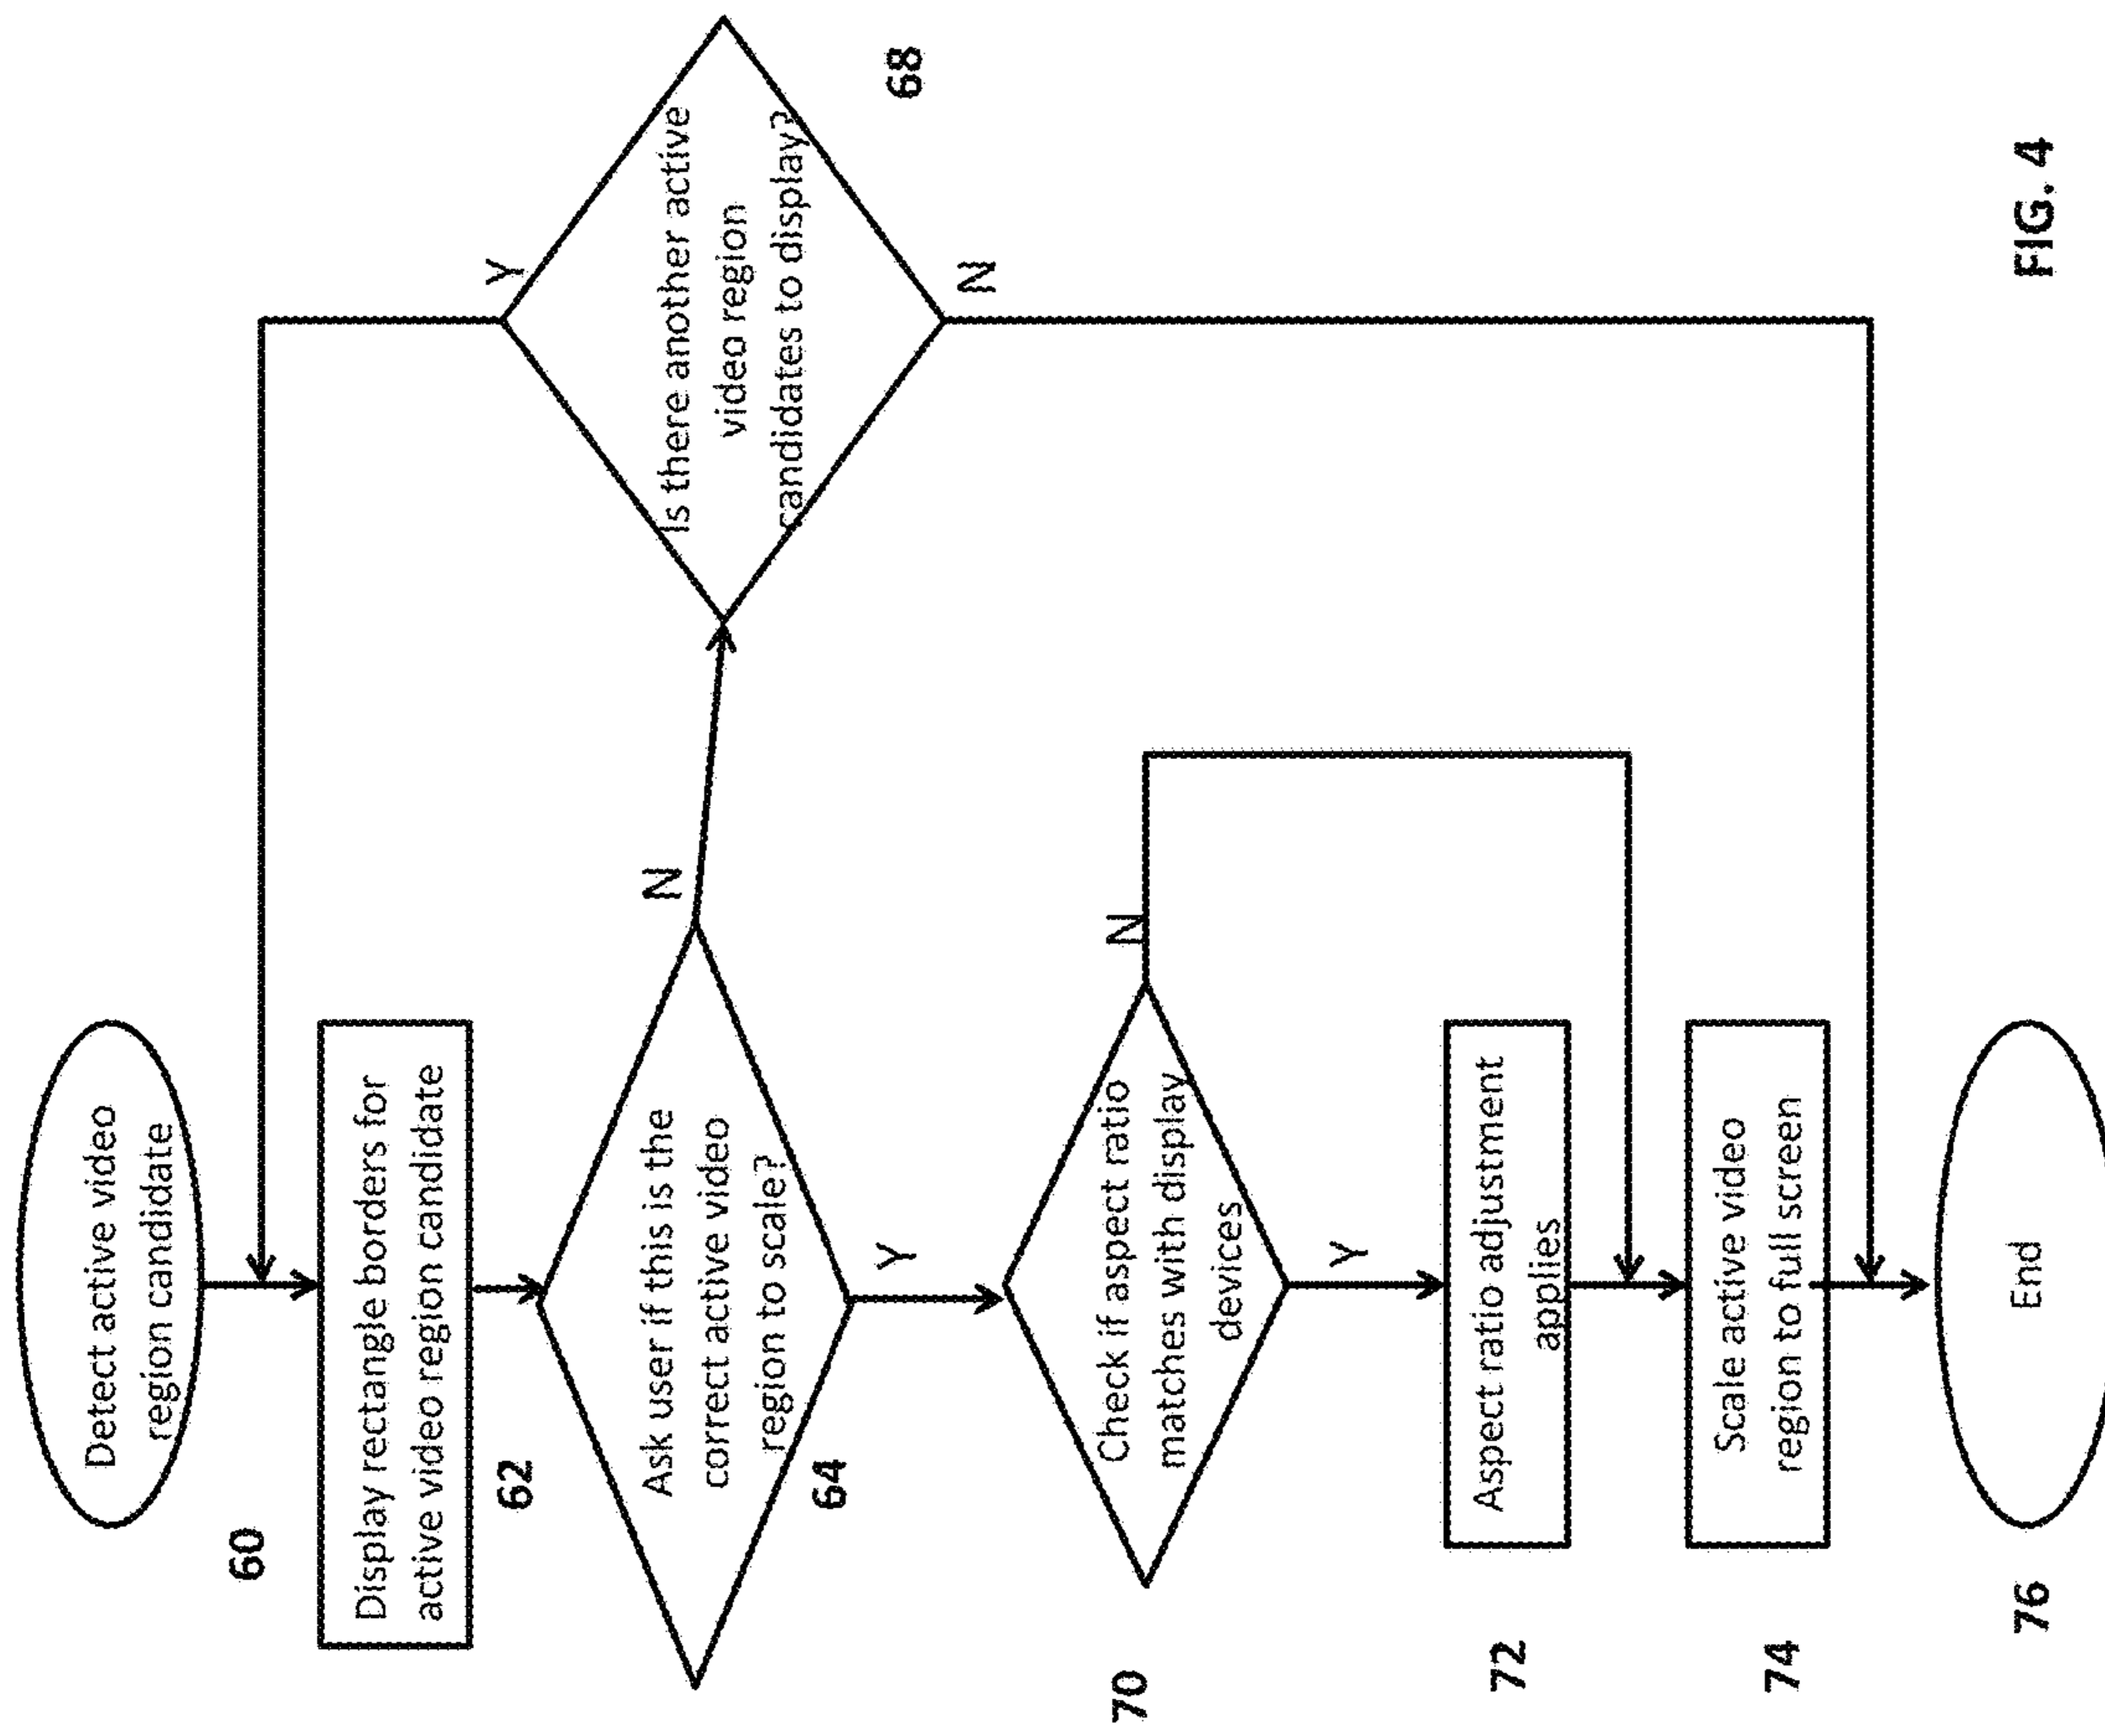 Detect active video
region candidate
60
Display rectangle borders for
active video region candidate
62
Ask user if this is the
correct active video
region to scale?
64
N
Y
Is there another active
video region
candidates to display?
68
Y
N
Check if aspect ratio
matches with display
devices
70
N
Y
Aspect ratio adjustment
applies
72
Scale active video
region to full screen
74
End
76
FIG. 4